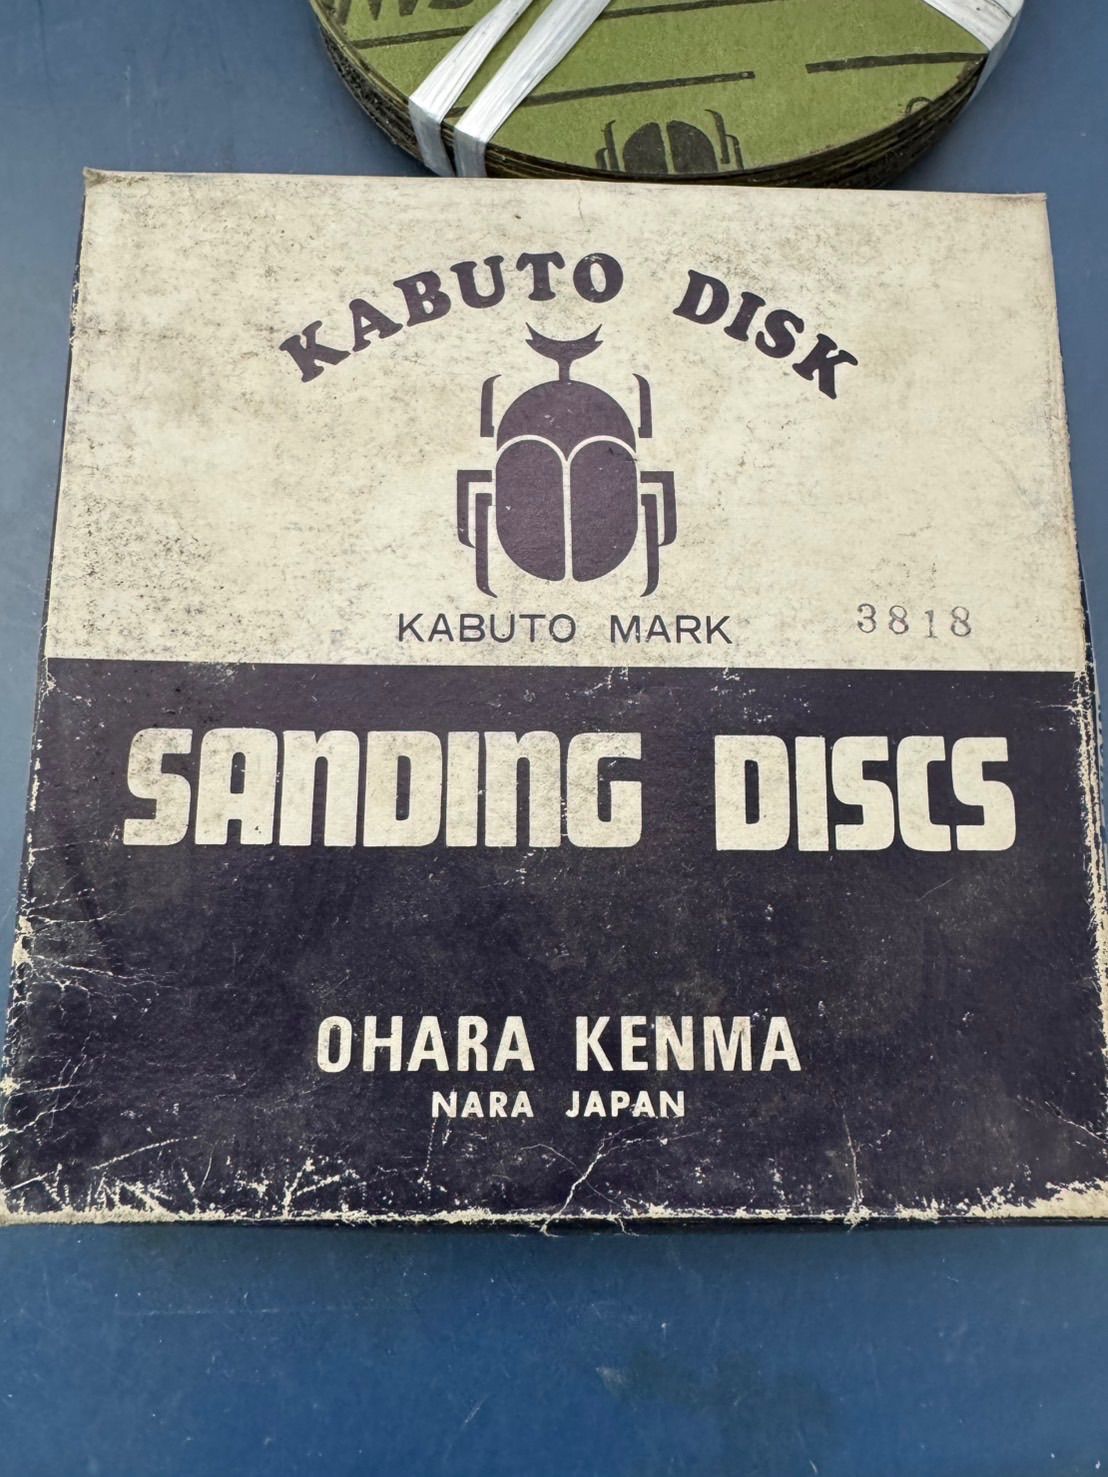 KABUTO DISK
KABUTO MARK
3818
SANDING DISCS
OHARA KENMA
NARA JAPAN